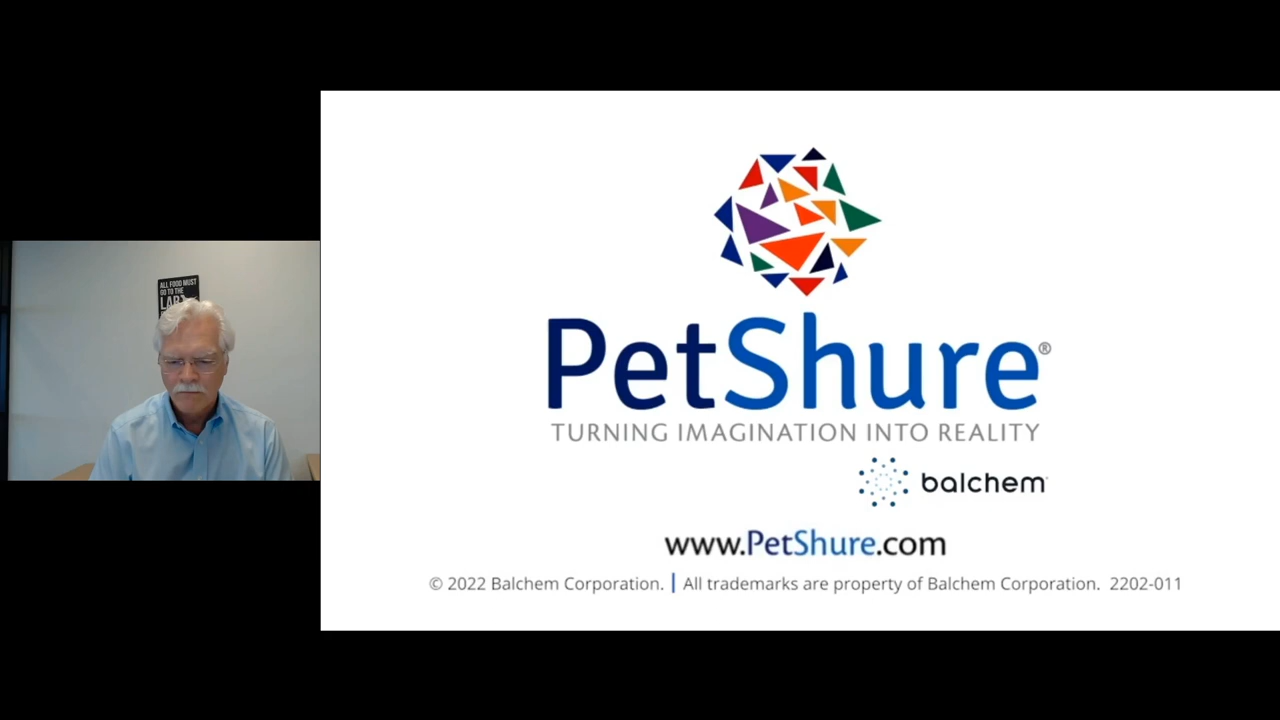 ALL FOOD MUST
GO TO THE
LAB
PetShure®
TURNING IMAGINATION INTO REALITY
balchem
www.PetShure.com
© 2022 Balchem Corporation. | All trademarks are property of Balchem Corporation. 2202-011